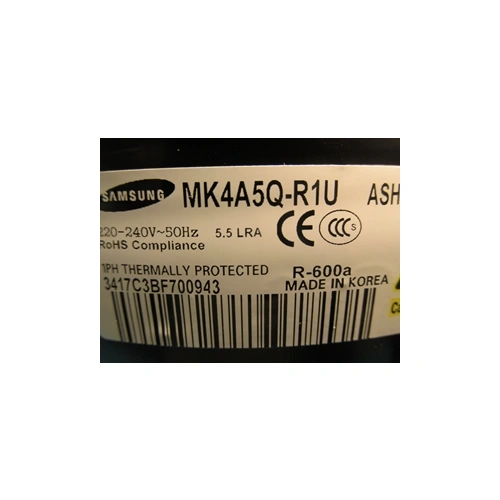 SAMSUNG MK4A5Q-R1U ASH
220-240V~50Hz 5.5 LRA CE CCC S
RoHS Compliance
1PH THERMALLY PROTECTED R-600a
3417C3BF700943 MADE IN KOREA